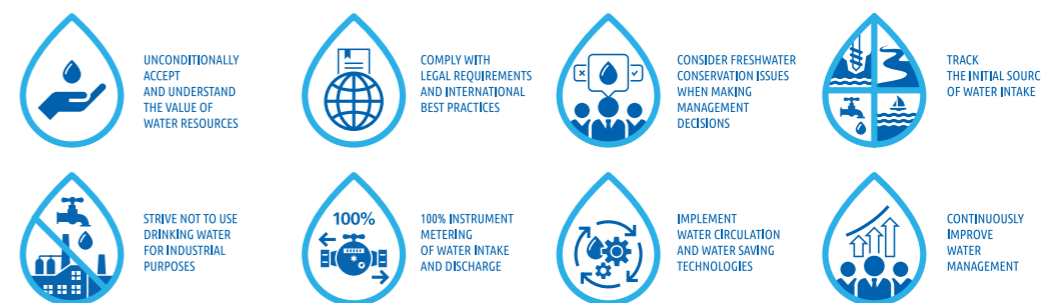 UNCONDITIONALLY
ACCEPT
AND UNDERSTAND
THE VALUE OF
WATER RESOURCES
COMPLY WITH
LEGAL REQUIREMENTS
AND INTERNATIONAL
BEST PRACTICES
CONSIDER FRESHWATER
CONSERVATION ISSUES
WHEN MAKING
MANAGEMENT
DECISIONS
TRACK
THE INITIAL SOURC
OF WATER INTAKE
STRIVE NOT TO USE
DRINKING WATER
FOR INDUSTRIAL
PURPOSES
100%
100% INSTRUMENT
METERING
OF WATER INTAKE
AND DISCHARGE
IMPLEMENT
WATER CIRCULATION
AND WATER SAVING
TECHNOLOGIES
CONTINUOUSLY
IMPROVE
WATER
MANAGEMENT